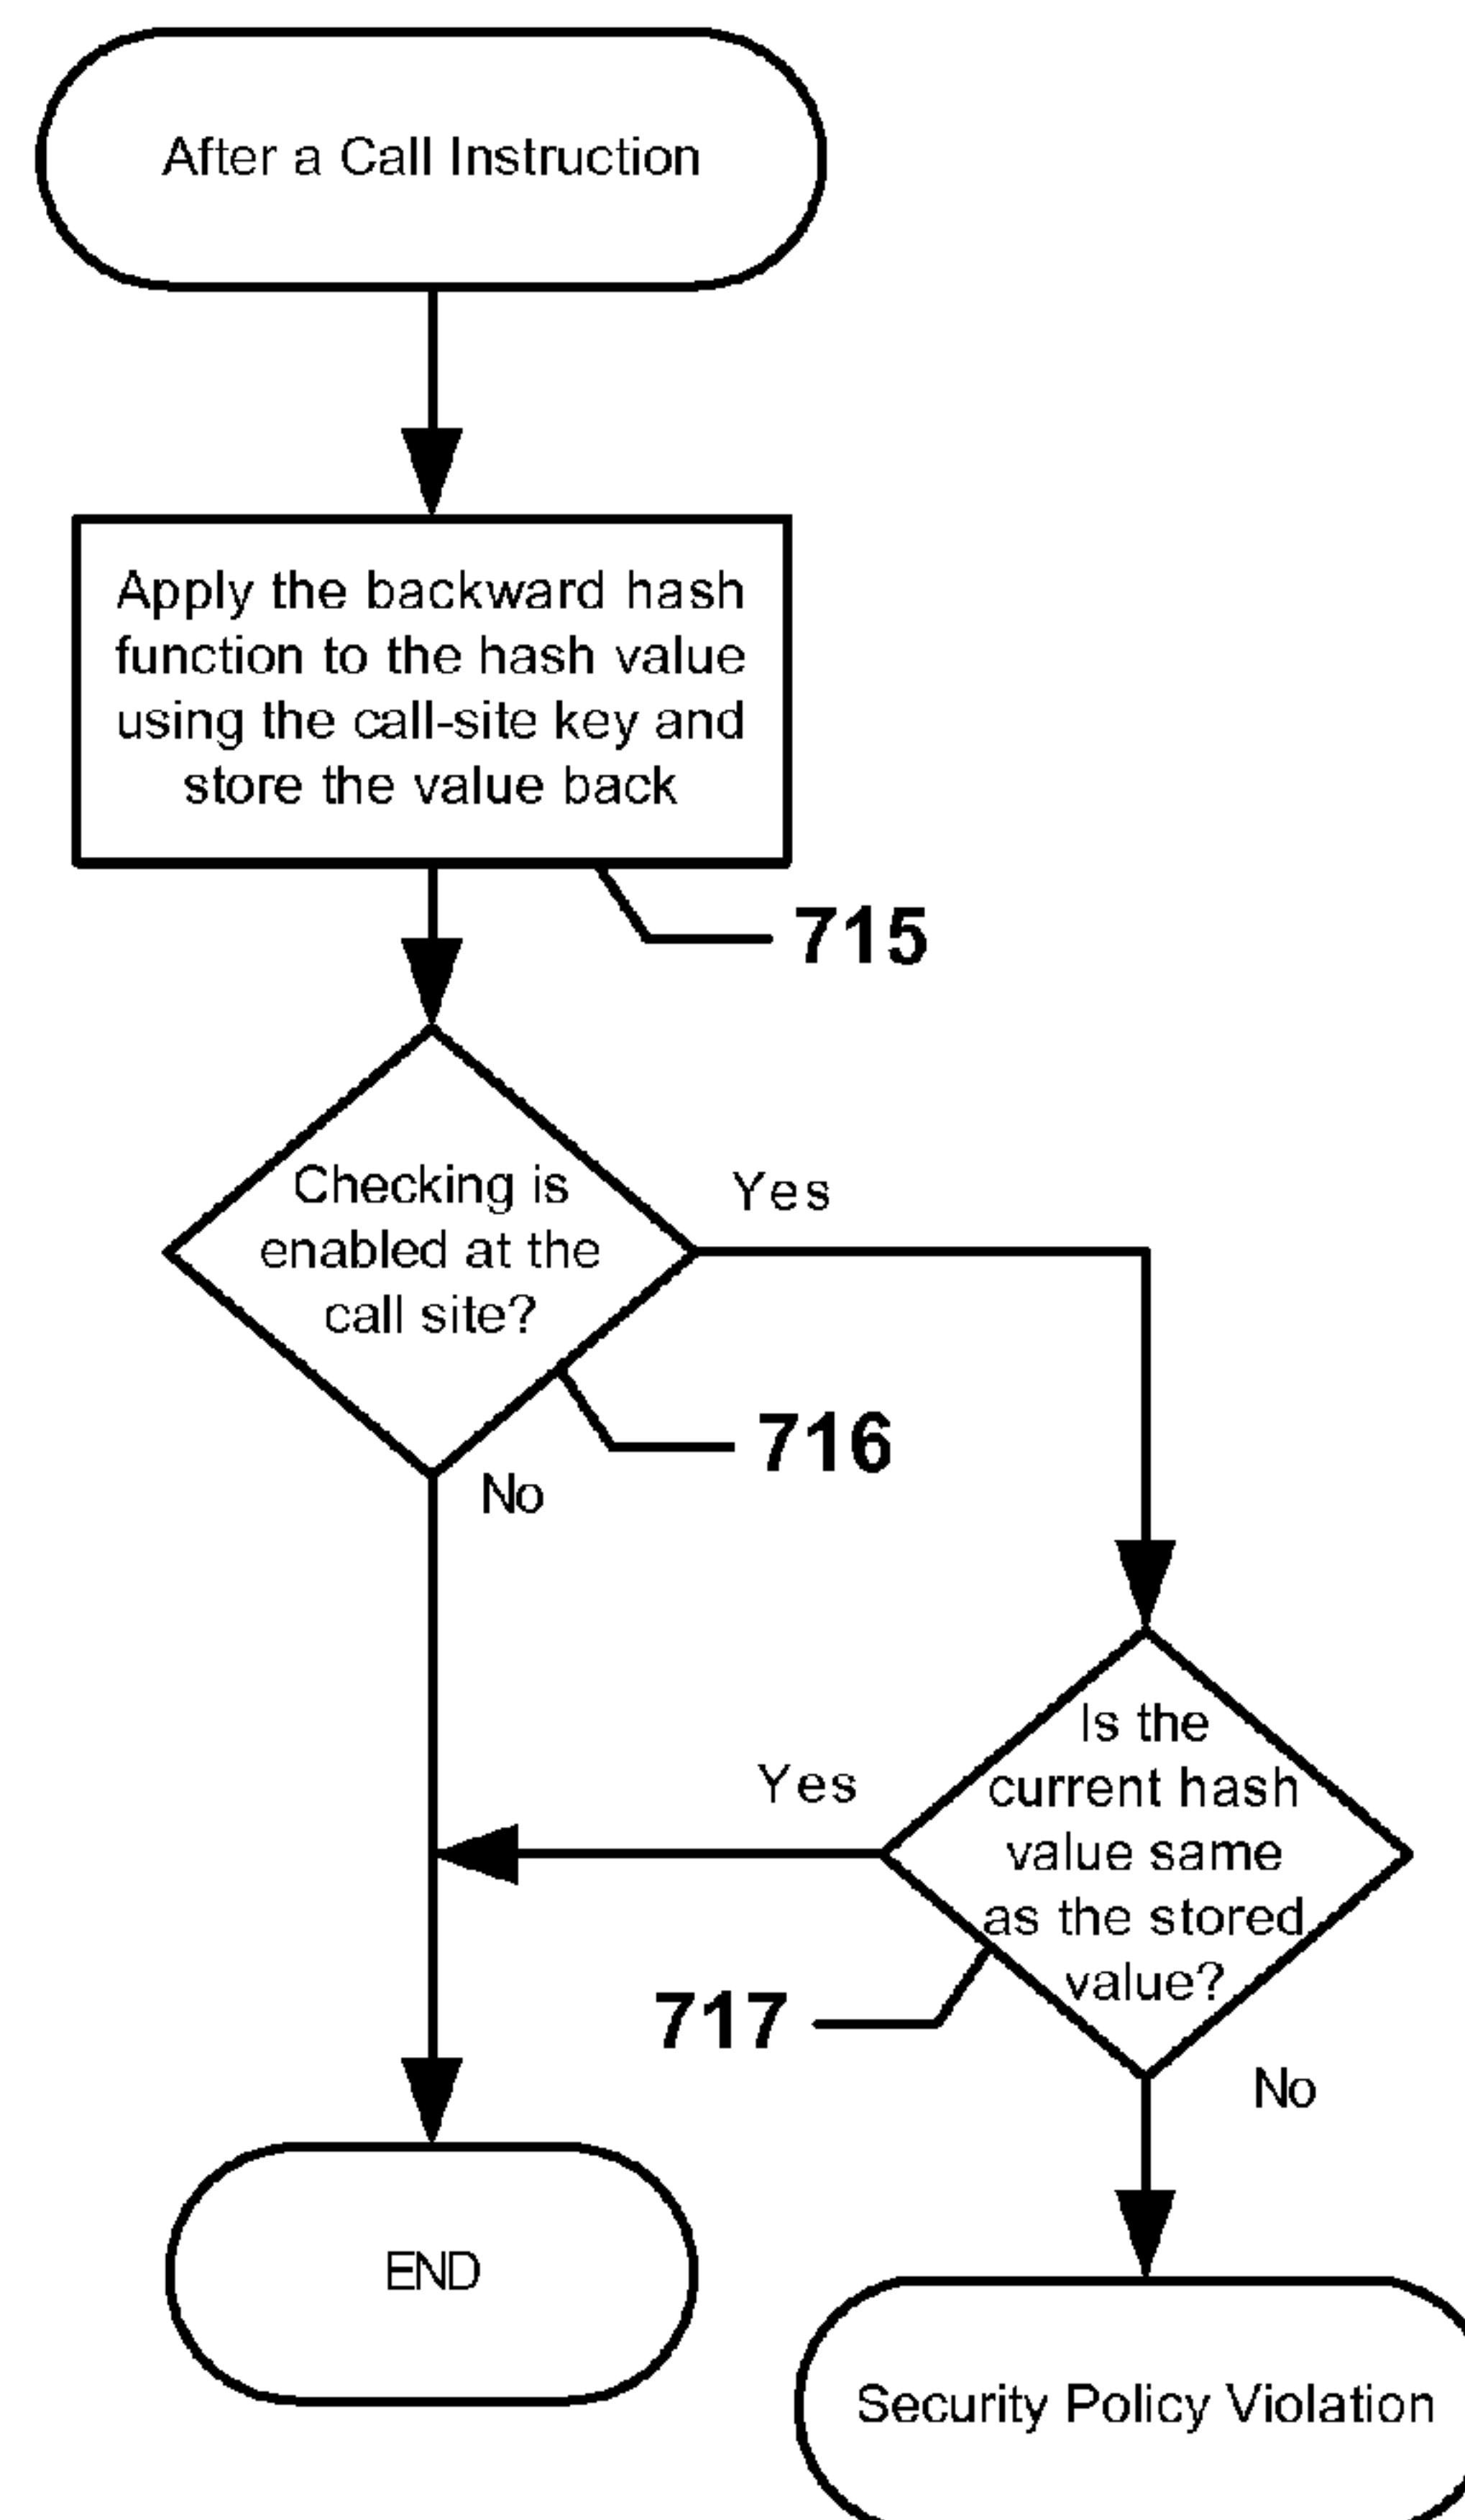 After a Call Instruction
Apply the backward hash
function to the hash value
using the call-site key and
store the value back
715
Checking is
enabled at the
call site?
Yes
716
No
Is the
current hash
value same
as the stored
value?
Yes
717
No
END
Security Policy Violation